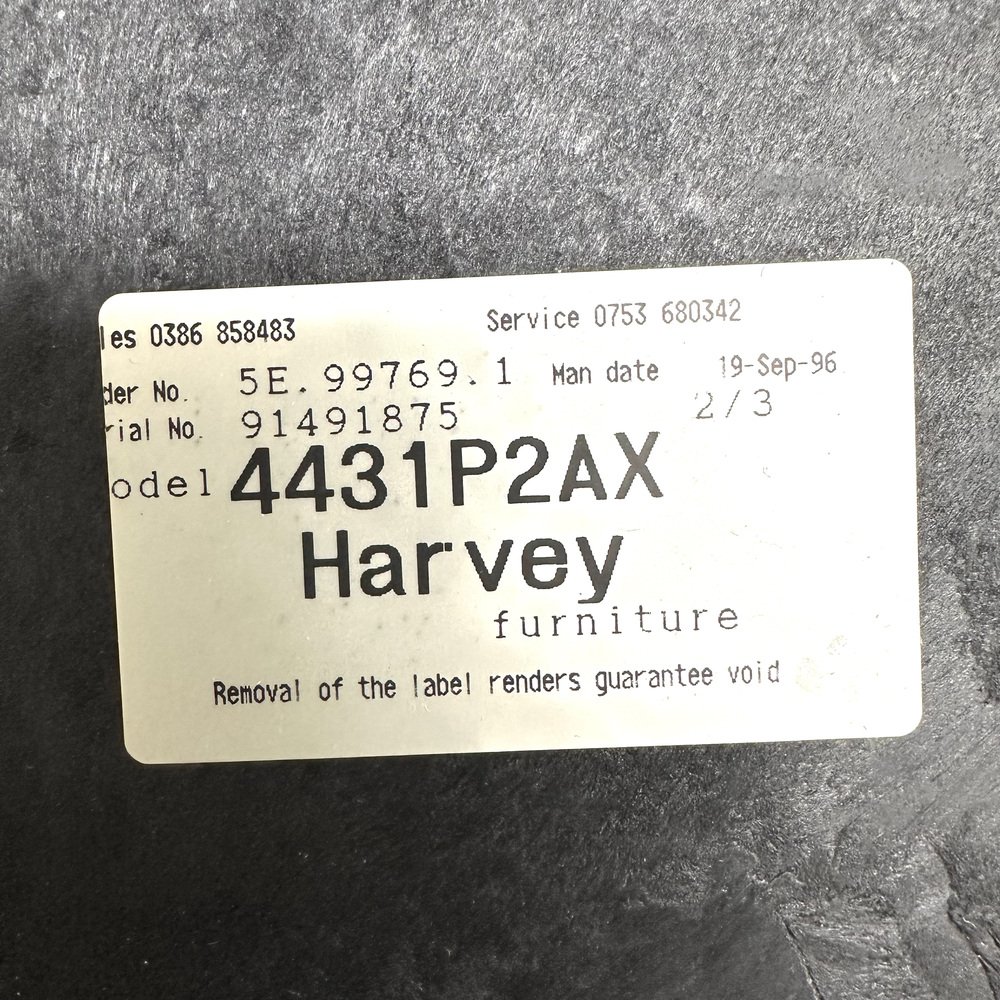 les 0386 858483 Service 0753 680342
der No. 5E.99769.1 Man date 19-Sep-96
rial No. 91491875 2/3
odel 4431P2AX
Harvey
furniture
Removal of the label renders guarantee void